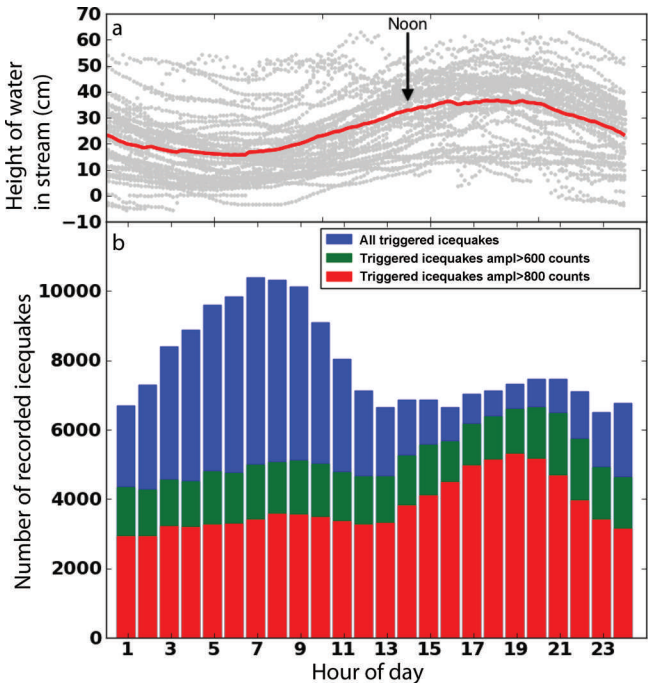 a
Noon
70
60
50
40
30
20
10
0
−10
Height of water
in stream (cm)
b
All triggered icequakes
Triggered icequakes ampl>600 counts
Triggered icequakes ampl>800 counts
10000
8000
6000
4000
2000
0
Number of recorded icequakes
1 3 5 7 9 11 13 15 17 19 21 23
Hour of day